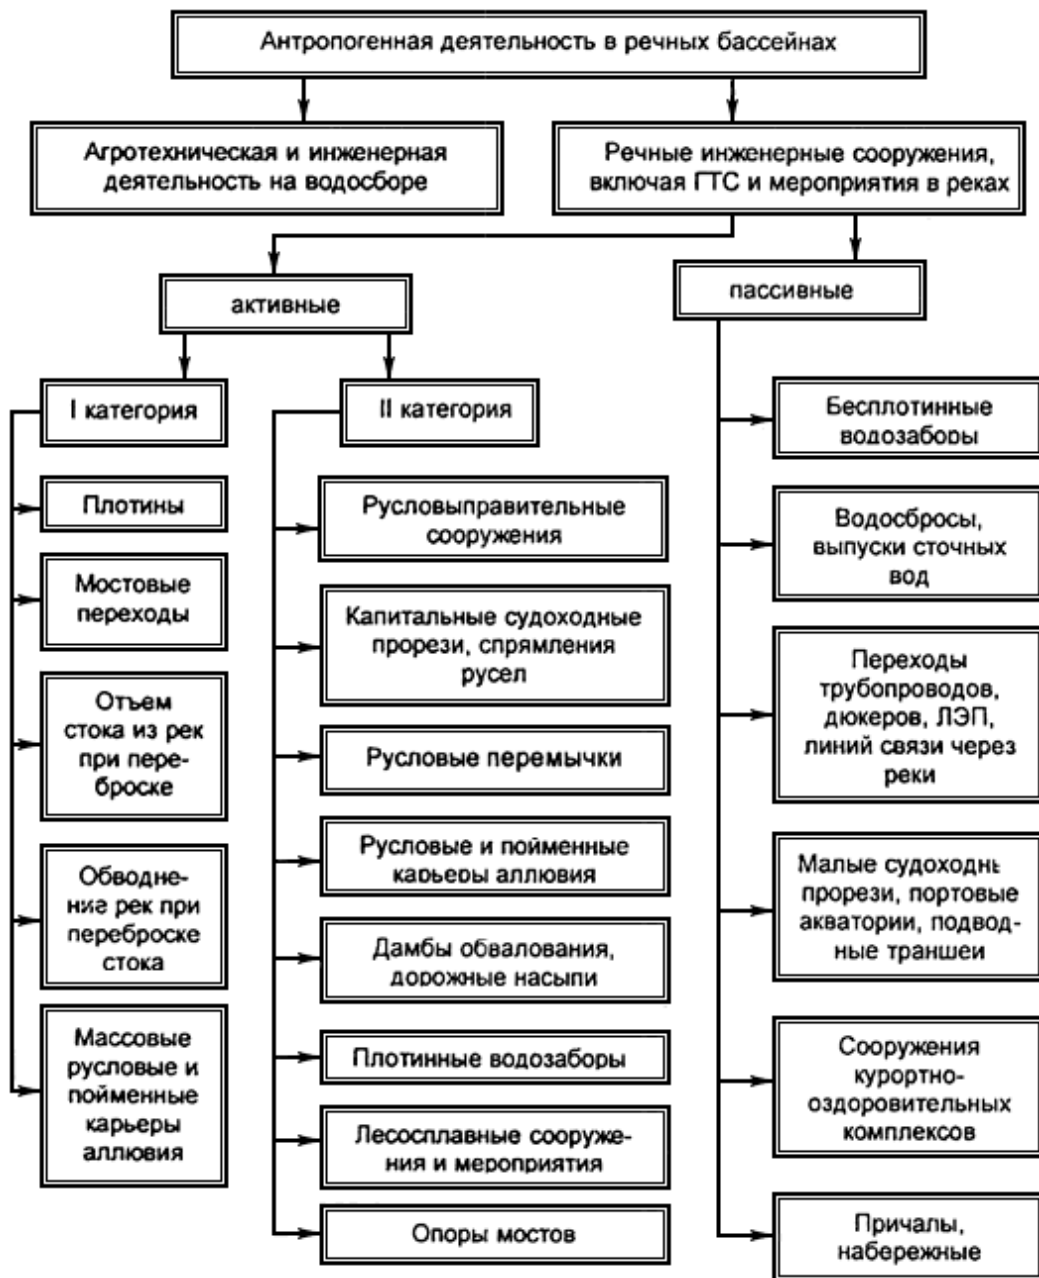 Антропогенная деятельность в речных бассейнах
Агротехническая и инженерная
деятельность на водосборе
Речные инженерные сооружения,
включая ГТС и мероприятия в реках
активные
пассивные
I категория
Плотины
Мостовые
переходы
Отъем
стока из рек
при пере-
броске
Обводне-
ние рек при
переброске
стока
Массовые
русловые и
пойменные
карьеры
аллювия
II категория
Русловыправительные
сооружения
Капитальные судоходные
прорези, спрямления
русел
Русловые перемычки
Русловые и пойменные
карьеры аллювия
Дамбы обвалования,
дорожные насыпи
Плотинные водозаборы
Лесосплавные сооруже-
ния и мероприятия
Опоры мостов
Бесплотинные
водозаборы
Водосбросы,
выпуски сточных
вод
Переходы
трубопроводов,
дюкеров, ЛЭП,
линий связи через
реки
Малые судоходн
прорези, портовые
акватории, подвод-
ные траншеи
Сооружения
курортно-
оздоровительных
комплексов
Причалы,
набережные